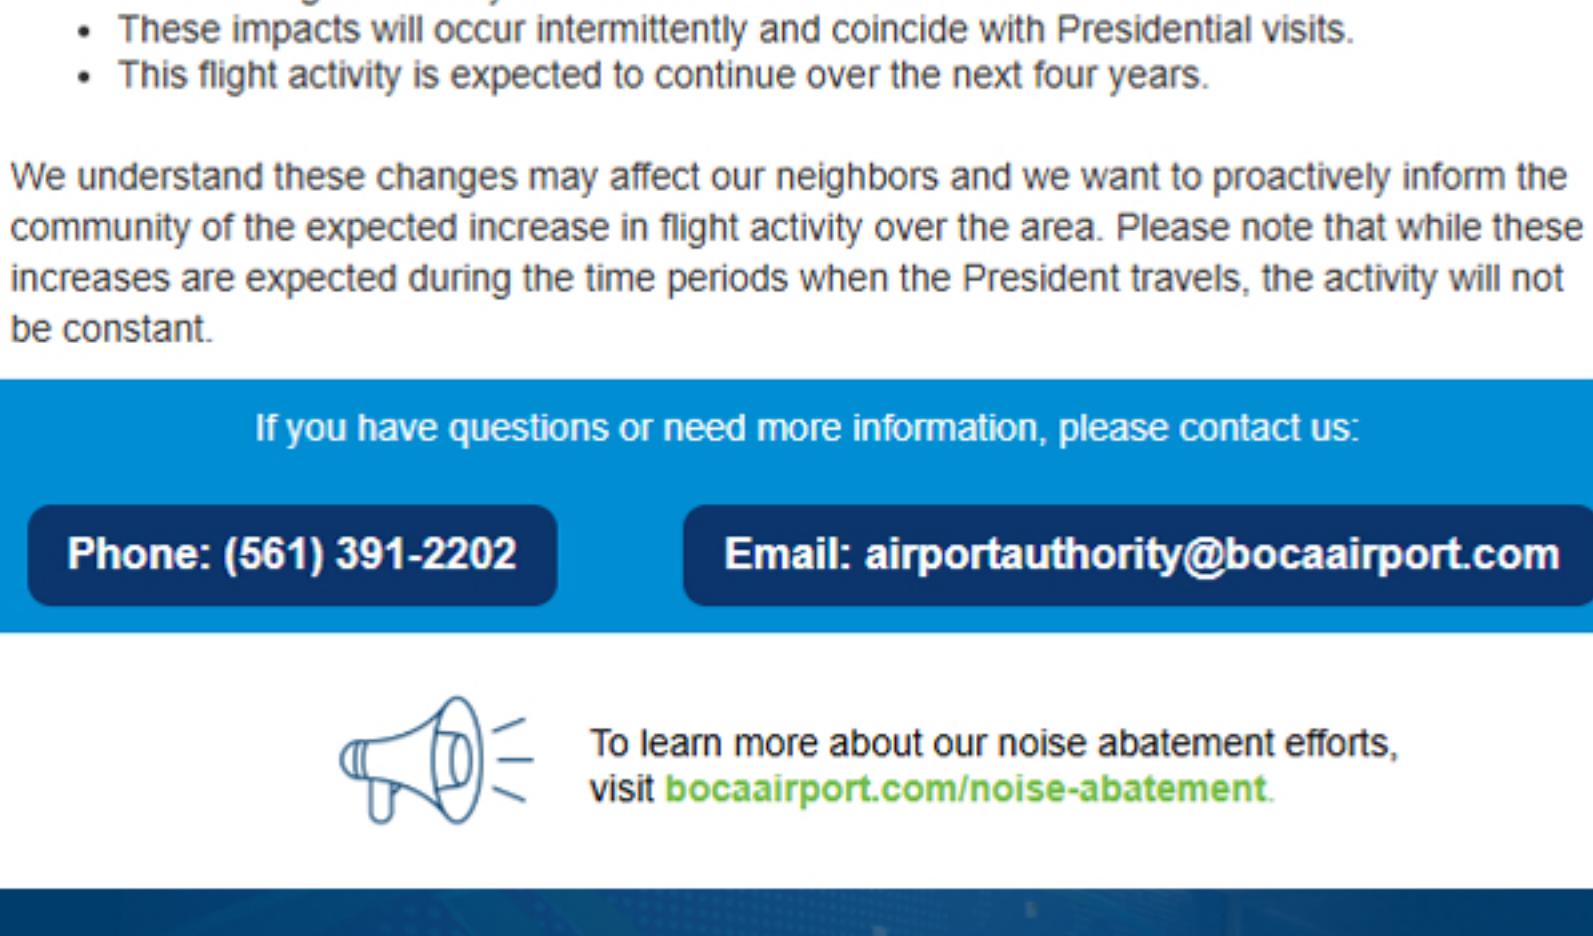 • These impacts will occur intermittently and coincide with Presidential visits.
• This flight activity is expected to continue over the next four years.
We understand these changes may affect our neighbors and we want to proactively inform the
community of the expected increase in flight activity over the area. Please note that while these
increases are expected during the time periods when the President travels, the activity will not
be constant.
If you have questions or need more information, please contact us:
Phone: (561) 391-2202
Email: airportauthority@bocaairport.com
To learn more about our noise abatement efforts,
visit bocaairport.com/noise-abatement.